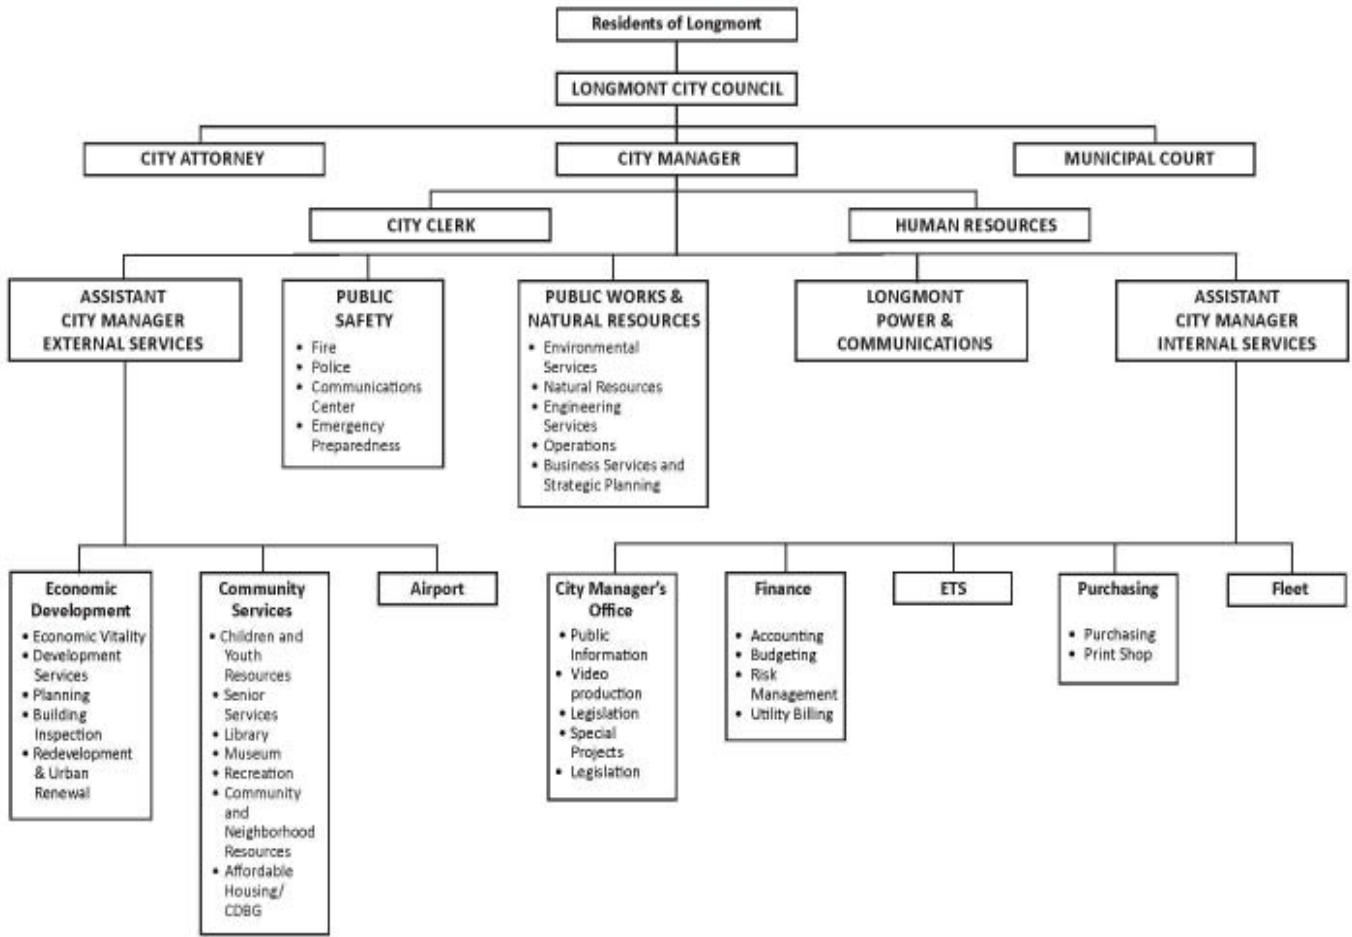 Residents of Longmont
LONGMONT CITY COUNCIL
CITY ATTORNEY
CITY MANAGER
MUNICIPAL COURT
CITY CLERK
HUMAN RESOURCES
ASSISTANT
CITY MANAGER
EXTERNAL SERVICES
PUBLIC
SAFETY
• Fire
• Police
• Communications
Center
• Emergency
Preparedness
PUBLIC WORKS &
NATURAL RESOURCES
• Environmental
Services
• Natural Resources
• Engineering
Services
• Operations
• Business Services and
Strategic Planning
LONGMONT
POWER &
COMMUNICATIONS
ASSISTANT
CITY MANAGER
INTERNAL SERVICES
Economic
Development
• Economic Vitality
• Development
Services
• Planning
• Building
Inspection
• Redevelopment
& Urban
Renewal
Community
Services
• Children and
Youth
Resources
• Senior
Services
• Library
• Museum
• Recreation
• Community
and
Neighborhood
Resources
• Affordable
Housing/
CDBG
Airport
City Manager's
Office
• Public
Information
• Video
production
• Legislation
• Special
Projects
• Legislation
Finance
• Accounting
• Budgeting
• Risk
Management
• Utility Billing
ETS
Purchasing
• Purchasing
• Print Shop
Fleet